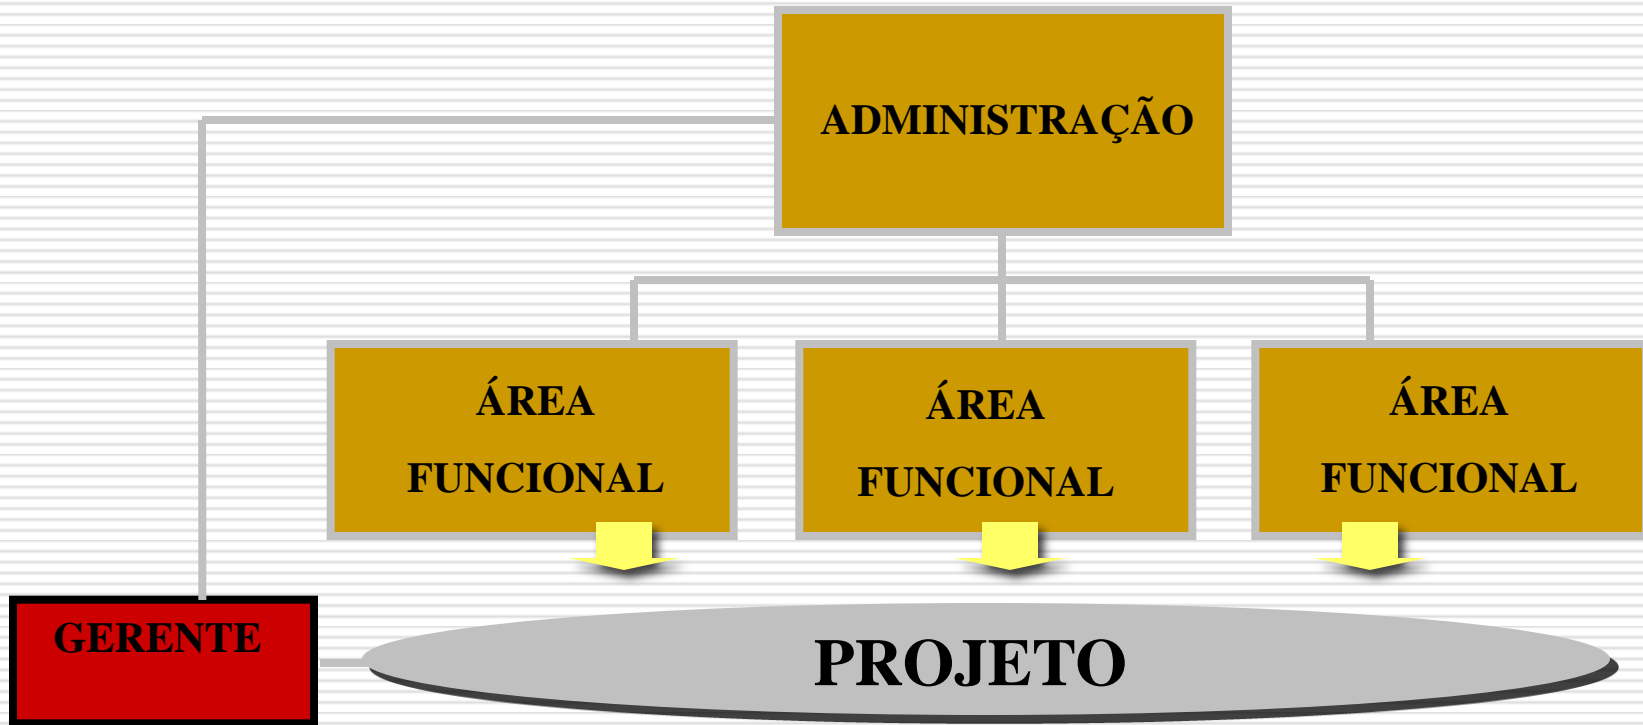 ADMINISTRAÇÃO
ÁREA
FUNCIONAL
ÁREA
FUNCIONAL
ÁREA
FUNCIONAL
GERENTE
PROJETO